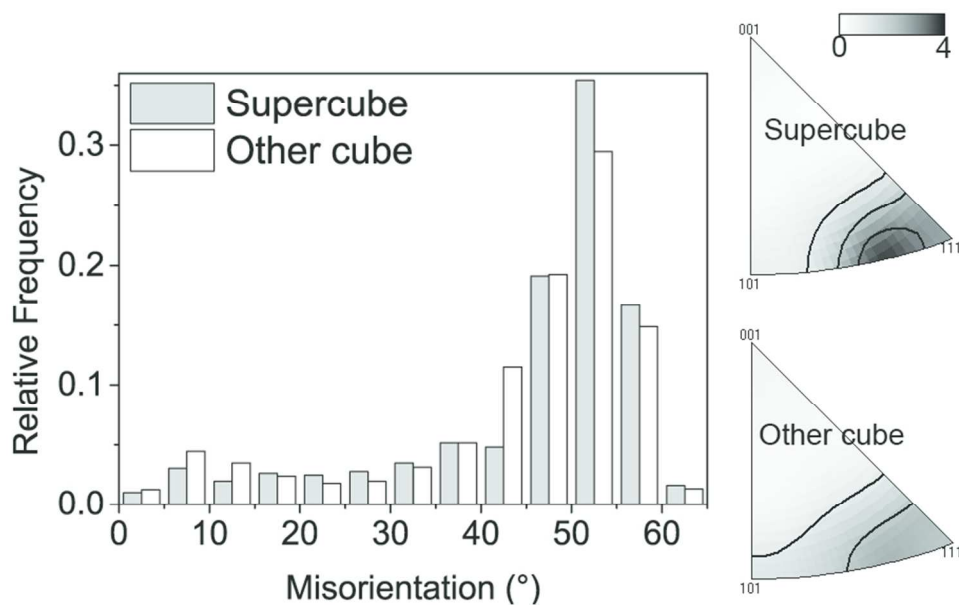 Supercube
Other cube
Relative Frequency
0.3
0.2
0.1
0.0
0 10 20 30 40 50 60
Misorientation (°)
0 4
001
Supercube
101 111
001
Other cube
101 111